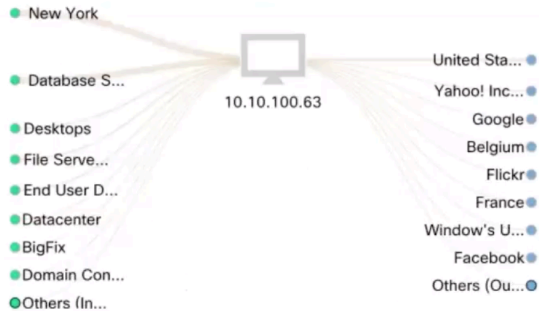 New York
Database S...
Desktops
File Serve...
End User D...
Datacenter
BigFix
Domain Con...
Others (In...
10.10.100.63
United Sta...
Yahoo! Inc...
Google
Belgium
Flickr
France
Window's U...
Facebook
Others (Ou...